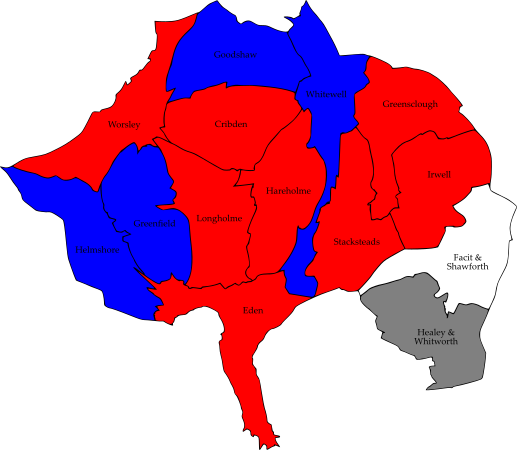 Goodshaw
Whitewell
Greensclough
Worsley
Cribden
Irwell
Hareholme
Longholme
Greenfield
Helmshore
Stacksteads
Facit &
Shawforth
Eden
Healey &
Whitworth